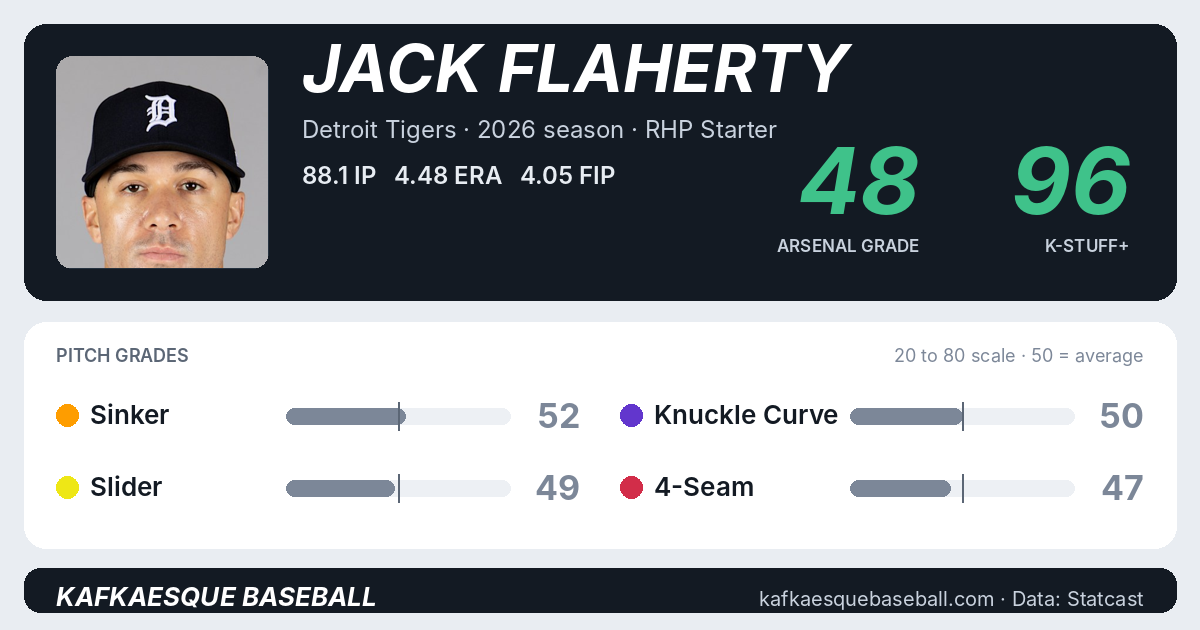 JACK FLAHERTY
Detroit Tigers · 2026 season · RHP Starter
88.1 IP 4.48 ERA 4.05 FIP
48 96
ARSENAL GRADE K-STUFF+
PITCH GRADES 20 to 80 scale · 50 = average
Sinker 52 Knuckle Curve 50
Slider 49 4-Seam 47
KAFKAESQUE BASEBALL kafkaesquebaseball.com · Data: Statcast